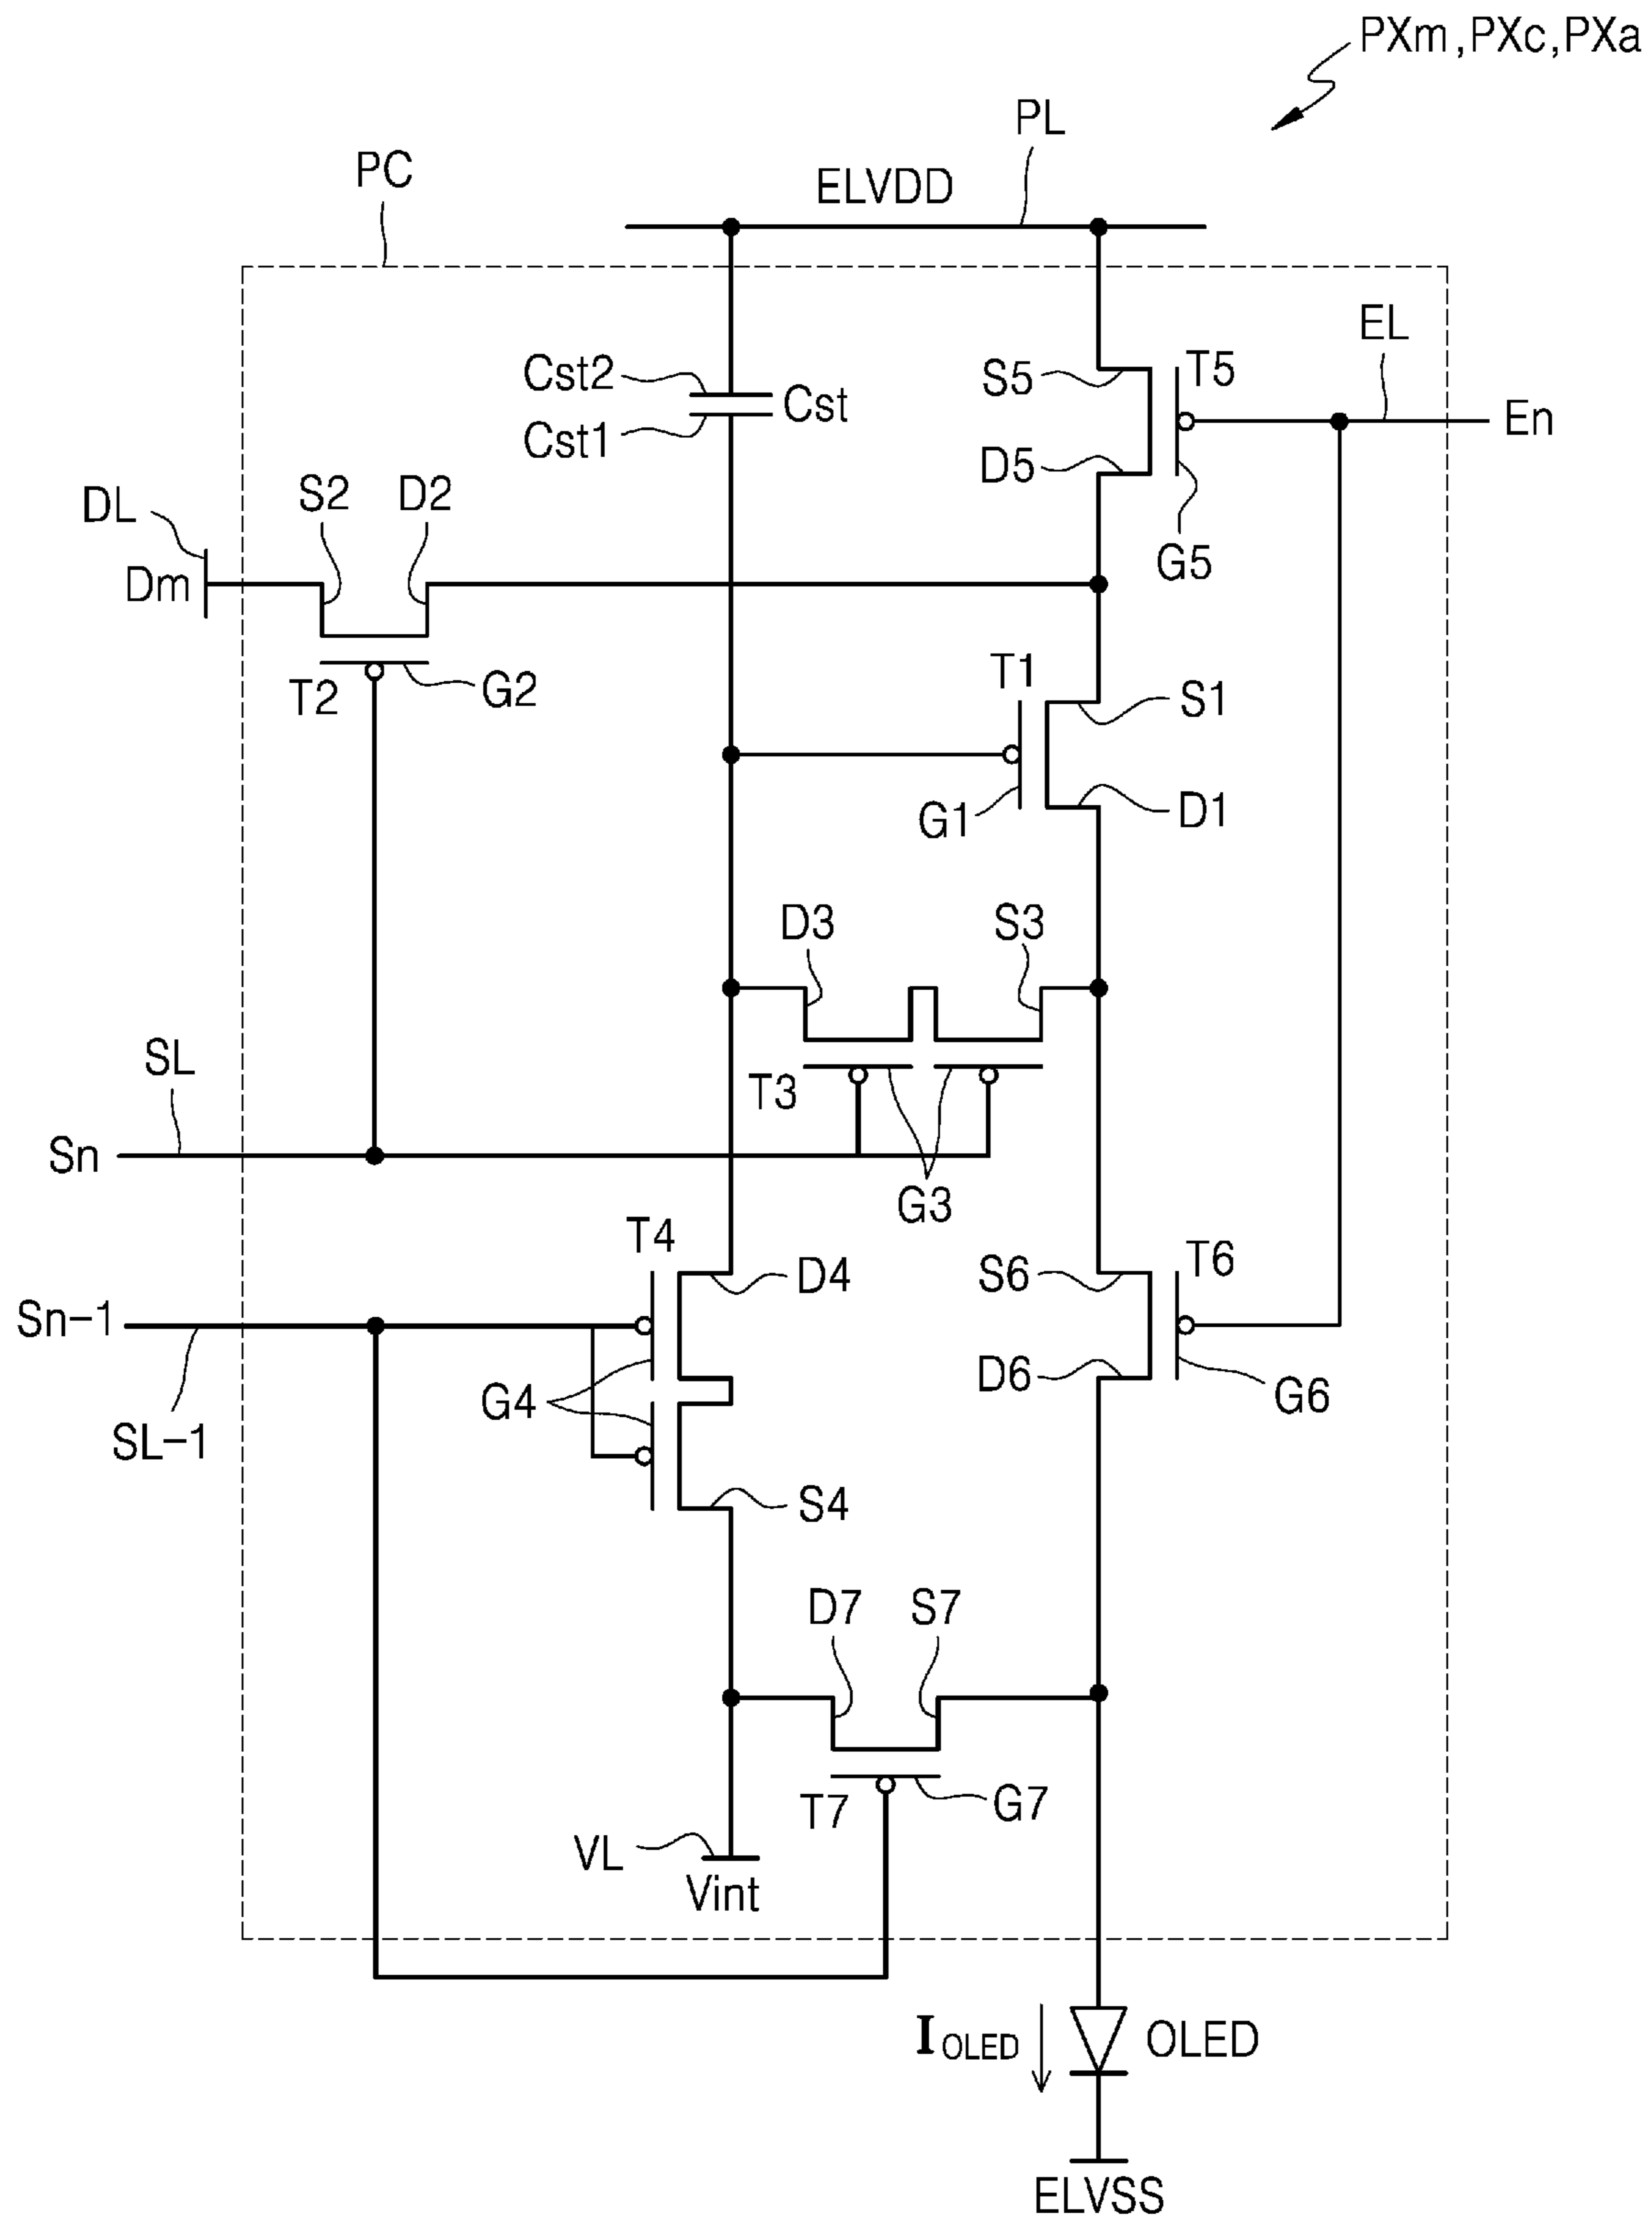 PXm,PXc,PXa
PL
PC
ELVDD
EL
Cst2
Cst
Cst1
S5
T5
En
D5
G5
DL
S2
D2
Dm
T2
G2
T1
S1
G1
D1
D3
S3
SL
T3
Sn
G3
T4
D4
S6
T6
Sn-1
G4
D6
G6
SL-1
S4
D7
S7
T7
G7
VL
Vint
IOLED
OLED
ELVSS